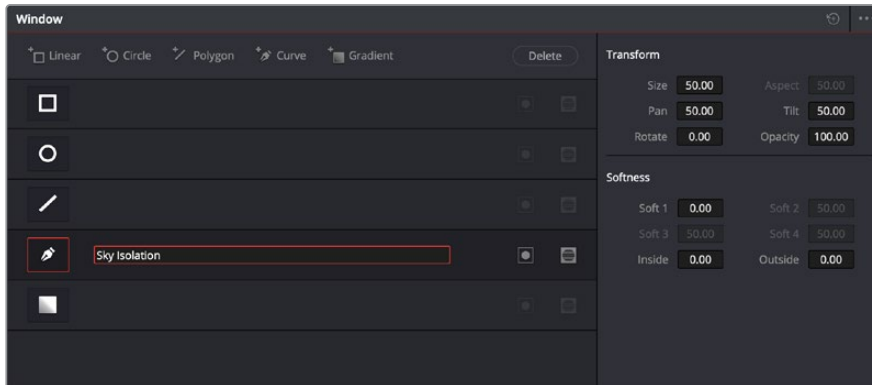 Window
Linear Circle Polygon Curve Gradient Delete
Sky Isolation
Transform
Size 50.00 Aspect 50.00
Pan 50.00 Tilt 50.00
Rotate 0.00 Opacity 100.00
Softness
Soft 1 0.00 Soft 2 50.00
Soft 3 50.00 Soft 4 50.00
Inside 0.00 Outside 0.00